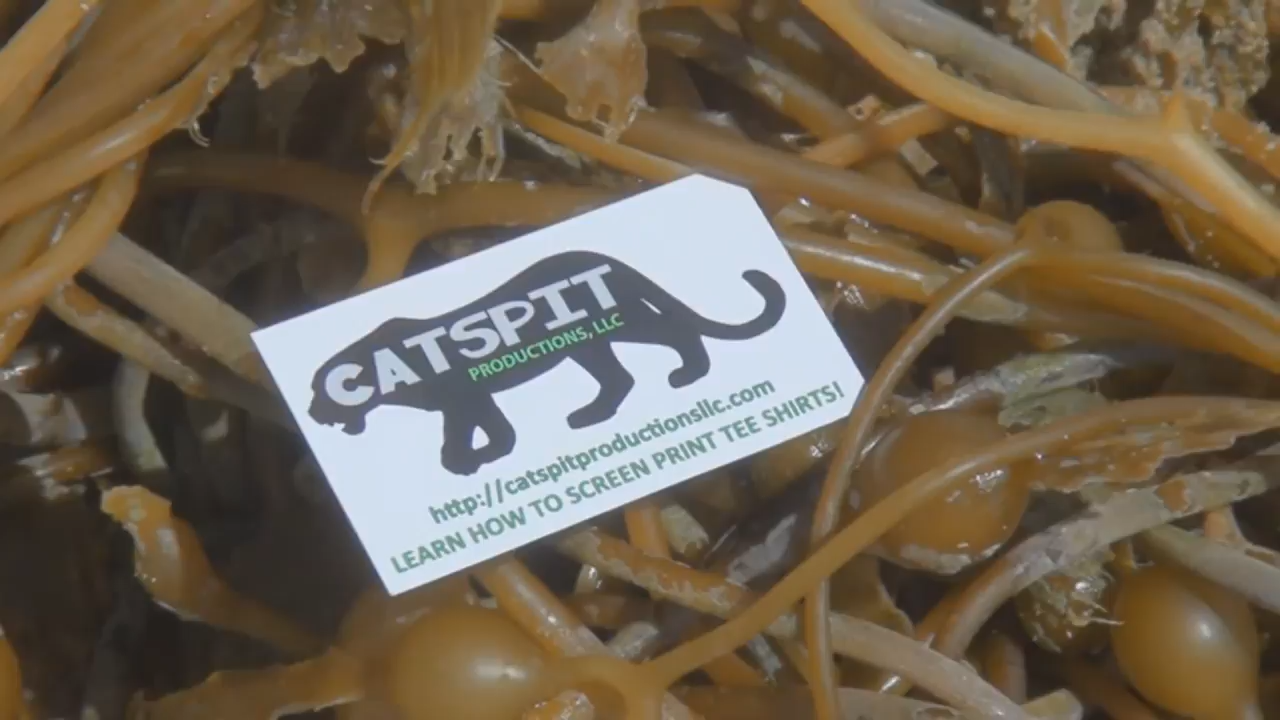 CATSPIT
PRODUCTIONS, LLC
http://catspitproductionsllc.com
LEARN HOW TO SCREEN PRINT TEE SHIRTS!